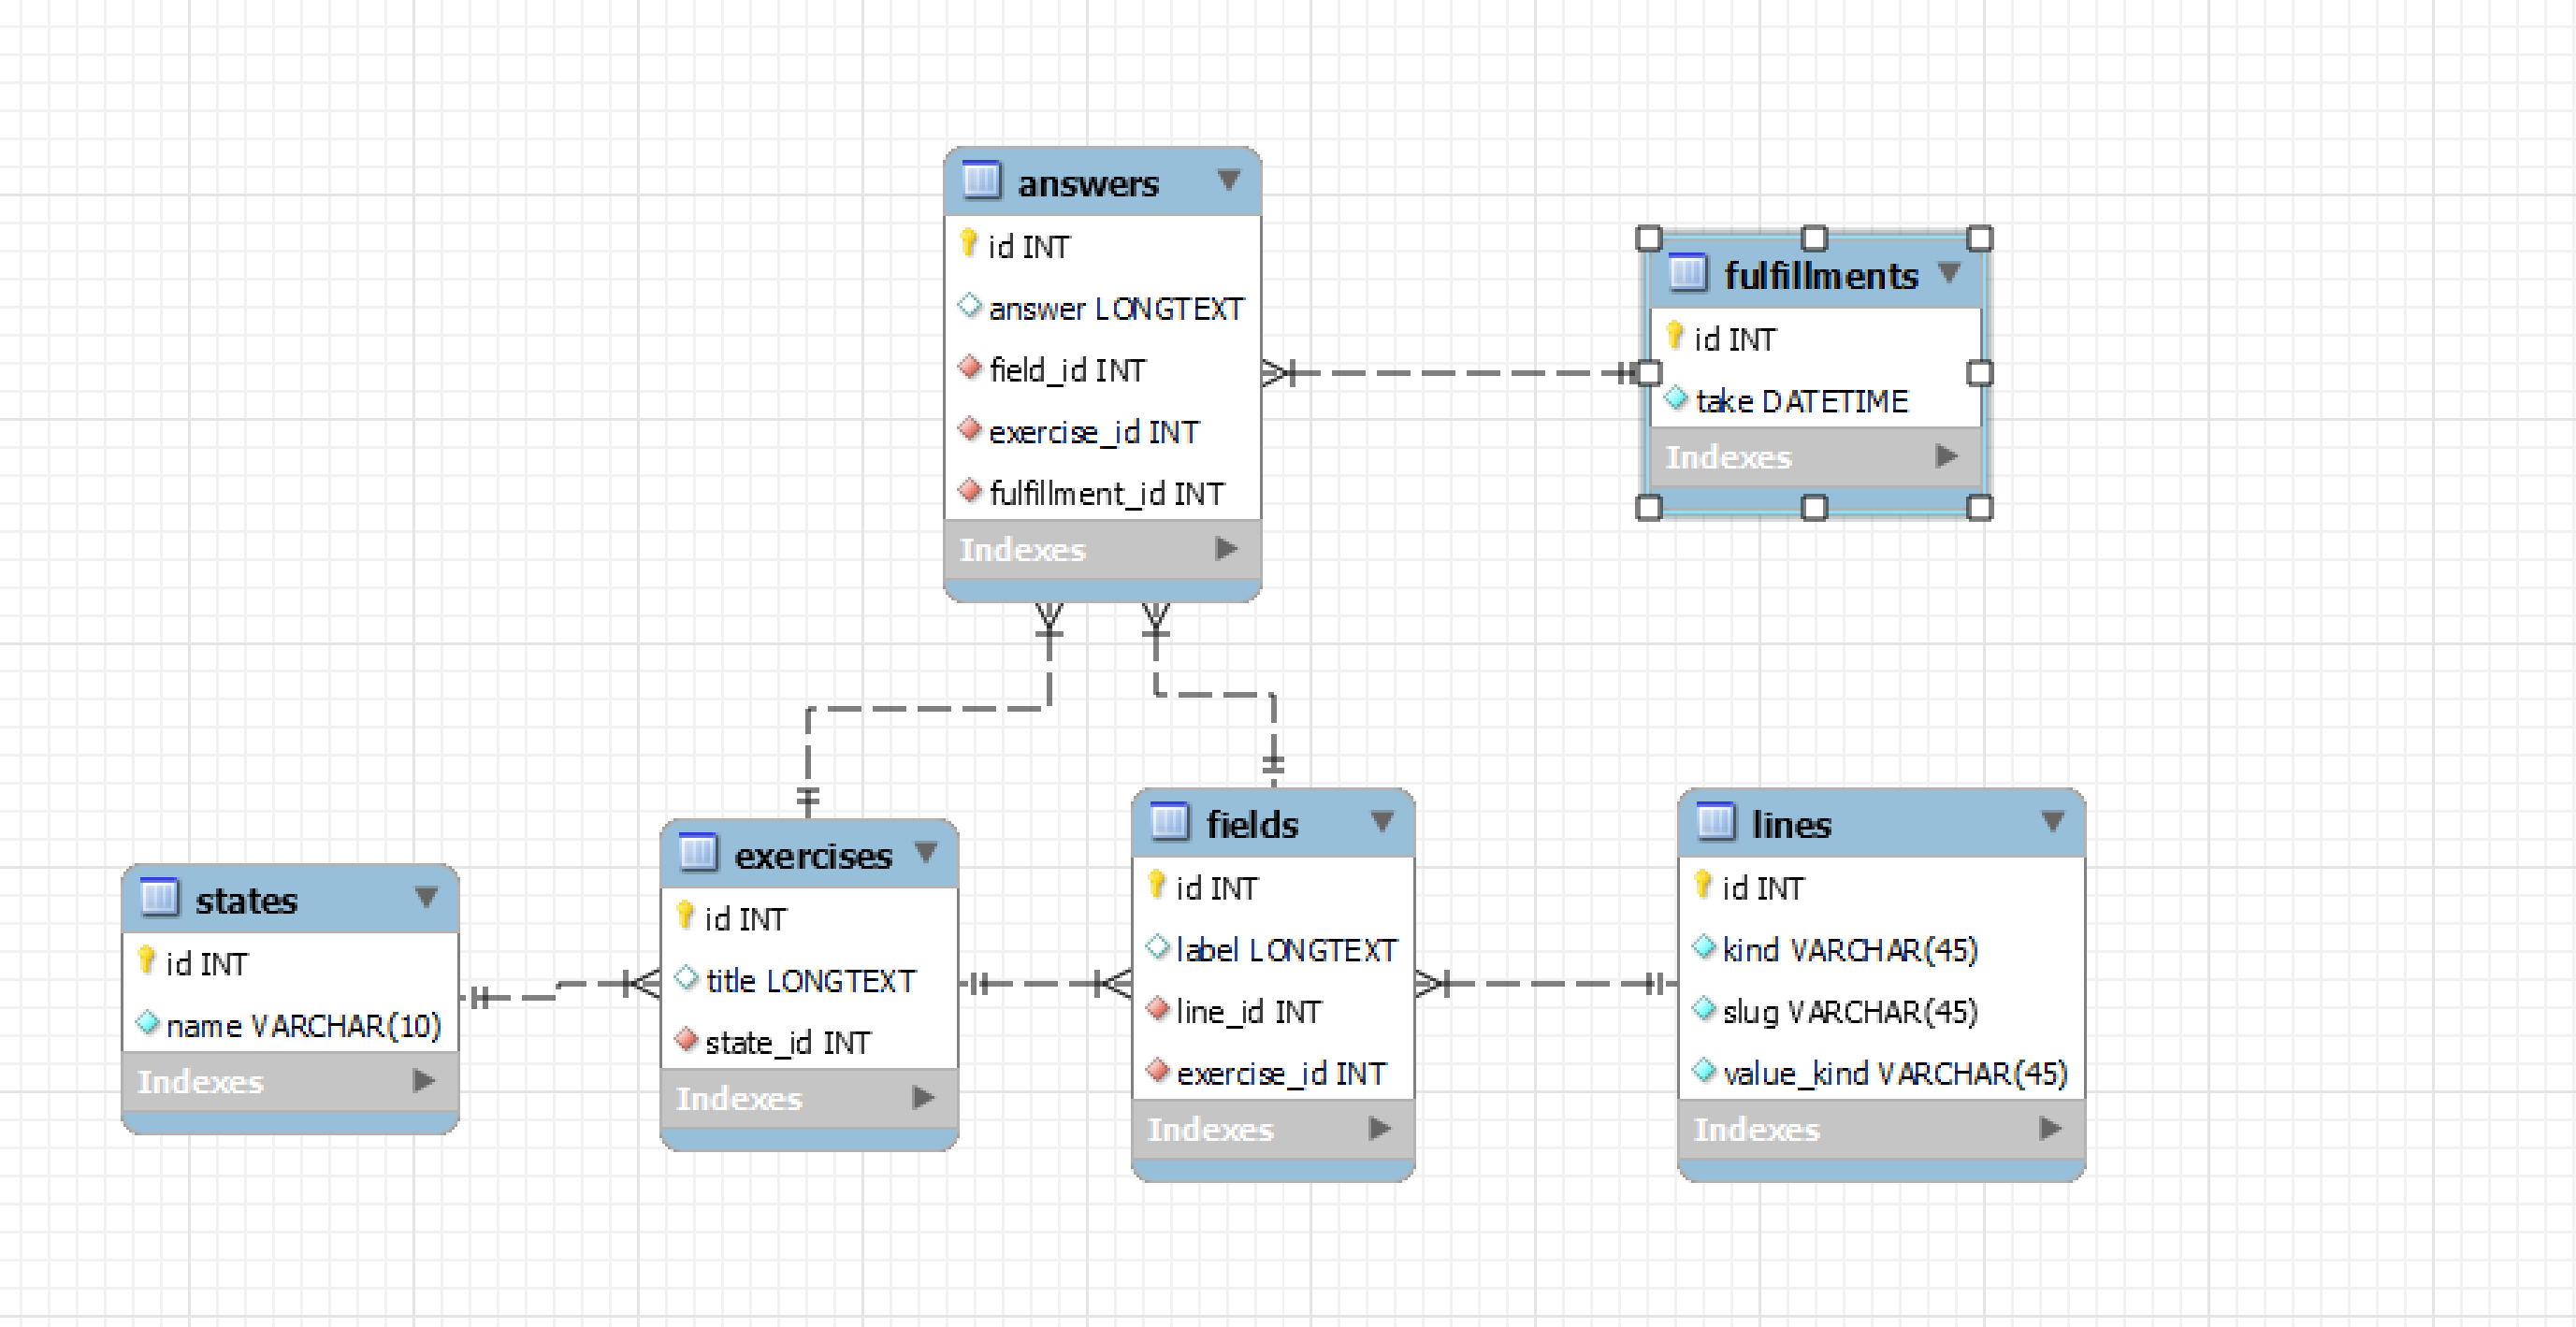 answers
id INT
answer LONGTEXT
field_id INT
exercise_id INT
fulfillment_id INT
Indexes
fulfillments
id INT
take DATETIME
Indexes
states
id INT
name VARCHAR(10)
Indexes
exercises
id INT
title LONGTEXT
state_id INT
Indexes
fields
id INT
label LONGTEXT
line_id INT
exercise_id INT
Indexes
lines
id INT
kind VARCHAR(45)
slug VARCHAR(45)
value_kind VARCHAR(45)
Indexes